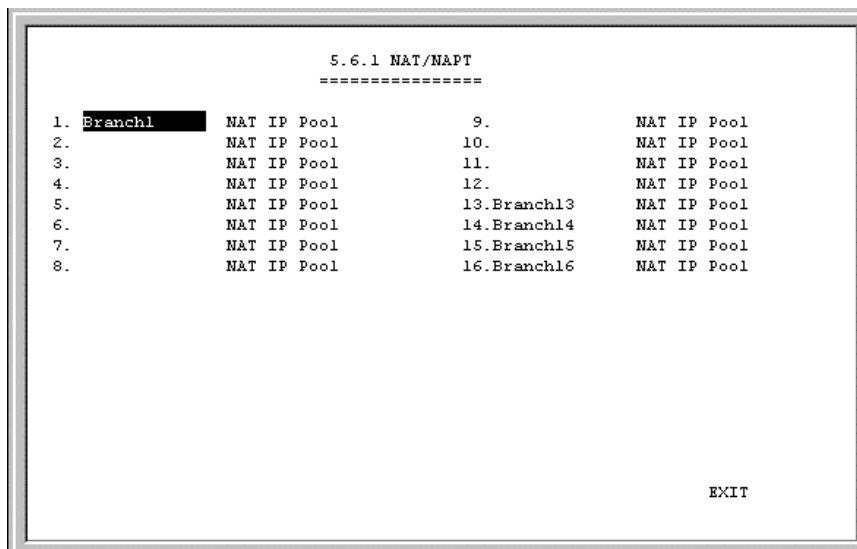 5.6.1 NAT/NAPT
================
1. Branch1 NAT IP Pool 9. NAT IP Pool
2. NAT IP Pool 10. NAT IP Pool
3. NAT IP Pool 11. NAT IP Pool
4. NAT IP Pool 12. NAT IP Pool
5. NAT IP Pool 13.Branch13 NAT IP Pool
6. NAT IP Pool 14.Branch14 NAT IP Pool
7. NAT IP Pool 15.Branch15 NAT IP Pool
8. NAT IP Pool 16.Branch16 NAT IP Pool
EXIT